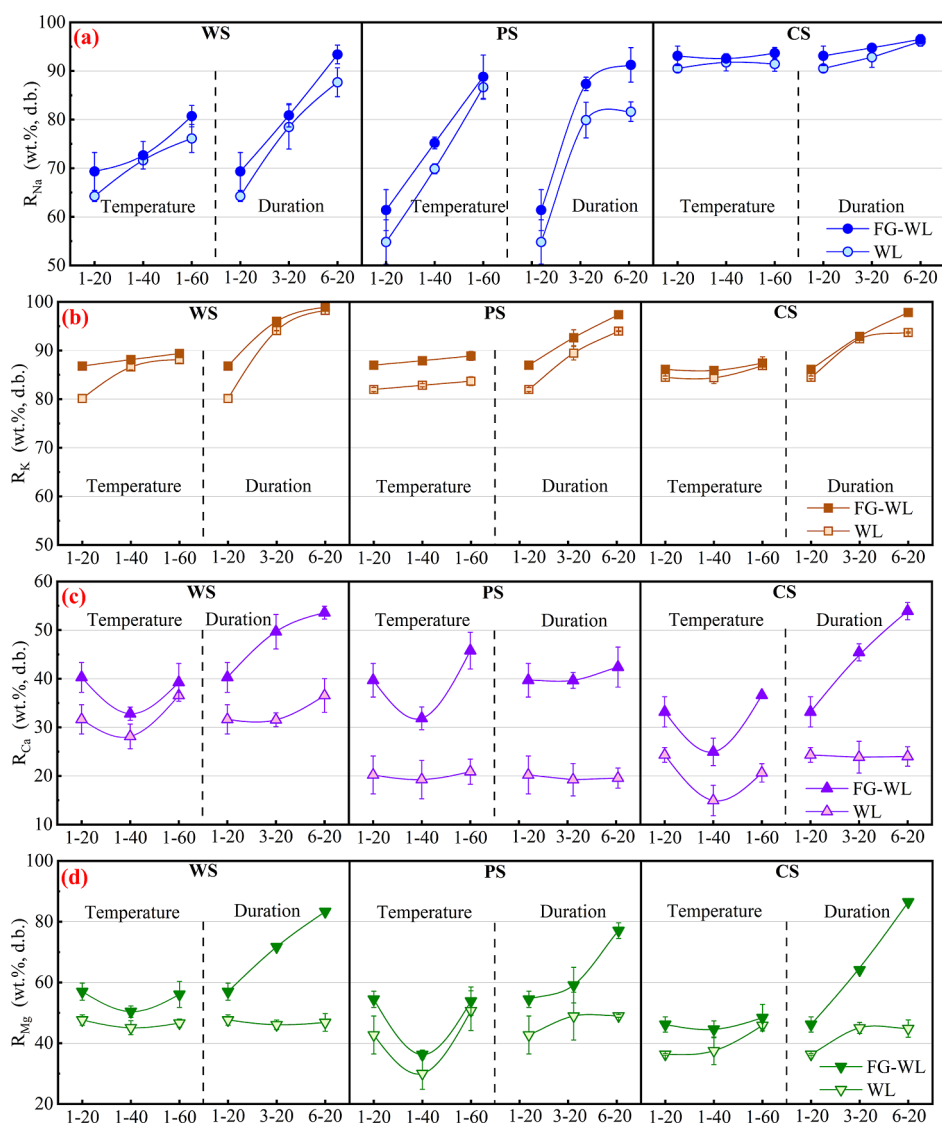 (a)
WS
PS
CS
R_Na (wt.%, d.b.)
100
90
80
70
60
50
Temperature
Duration
Temperature
Duration
Temperature
Duration
FG-WL
WL
1-20 1-40 1-60 1-20 3-20 6-20 1-20 1-40 1-60 1-20 3-20 6-20 1-20 1-40 1-60 1-20 3-20 6-20
(b)
WS
PS
CS
R_K (wt.%, d.b.)
100
90
80
70
60
50
Temperature
Duration
Temperature
Duration
Temperature
Duration
FG-WL
WL
1-20 1-40 1-60 1-20 3-20 6-20 1-20 1-40 1-60 1-20 3-20 6-20 1-20 1-40 1-60 1-20 3-20 6-20
(c)
WS
PS
CS
R_Ca (wt.%, d.b.)
60
50
40
30
20
10
Temperature
Duration
Temperature
Duration
Temperature
Duration
FG-WL
WL
1-20 1-40 1-60 1-20 3-20 6-20 1-20 1-40 1-60 1-20 3-20 6-20 1-20 1-40 1-60 1-20 3-20 6-20
(d)
WS
PS
CS
R_Mg (wt.%, d.b.)
100
80
60
40
20
Temperature
Duration
Temperature
Duration
Temperature
Duration
FG-WL
WL
1-20 1-40 1-60 1-20 3-20 6-20 1-20 1-40 1-60 1-20 3-20 6-20 1-20 1-40 1-60 1-20 3-20 6-20